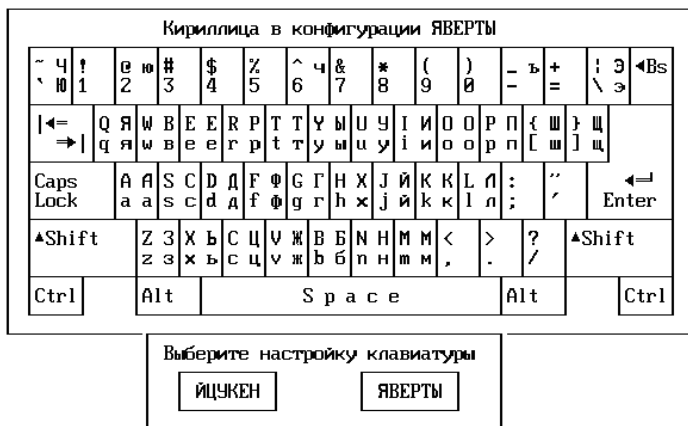 Кириллица в конфигурации ЯВЕРТЫ
~ Ч ! @ ю # $ % ^ ч & * ( ) _ ъ + ¦ Э ◄Bs
` Ю 1 2 3 4 5 6 7 8 9 0 - = \ э
|◄= Q Я W В E Е R Р T Т Y Ы U У I И O О P П { Ш } Щ
=►| q я w в e е r р t т y ы u у i и o о p п [ ш ] щ
Caps A А S С D Д F Ф G Г H Х J Й K К L Л : " ◄┘
Lock a а s с d д f ф g г h х j й k к l л ; ' Enter
▲Shift Z З X Ь C Ц V Ж B Б N Н M М < > ? ▲Shift
z з x ь c ц v ж b б n н m м , . /
Ctrl Alt Space Alt Ctrl
Выберите настройку клавиатуры
ЙЦУКЕН ЯВЕРТЫ